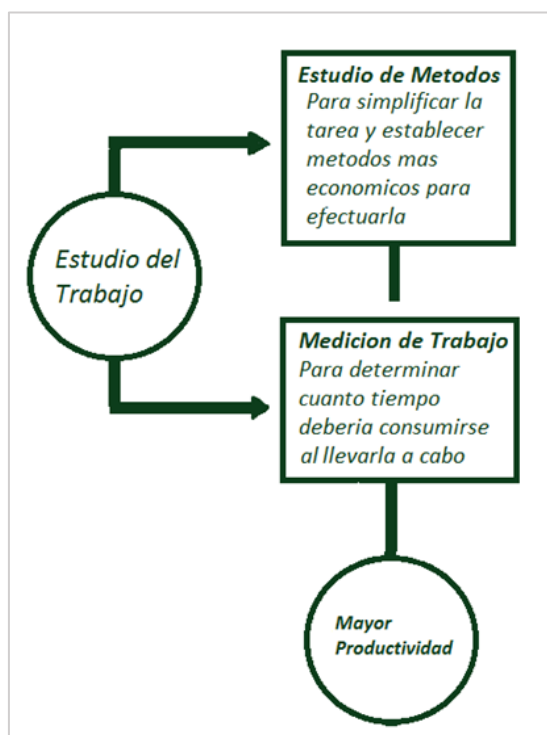 Estudio de Metodos
Para simplificar la
tarea y establecer
metodos mas
economicos para
efectuarla
Estudio del
Trabajo
Medicion de Trabajo
Para determinar
cuanto tiempo
deberia consumirse
al llevarla a cabo
Mayor
Productividad